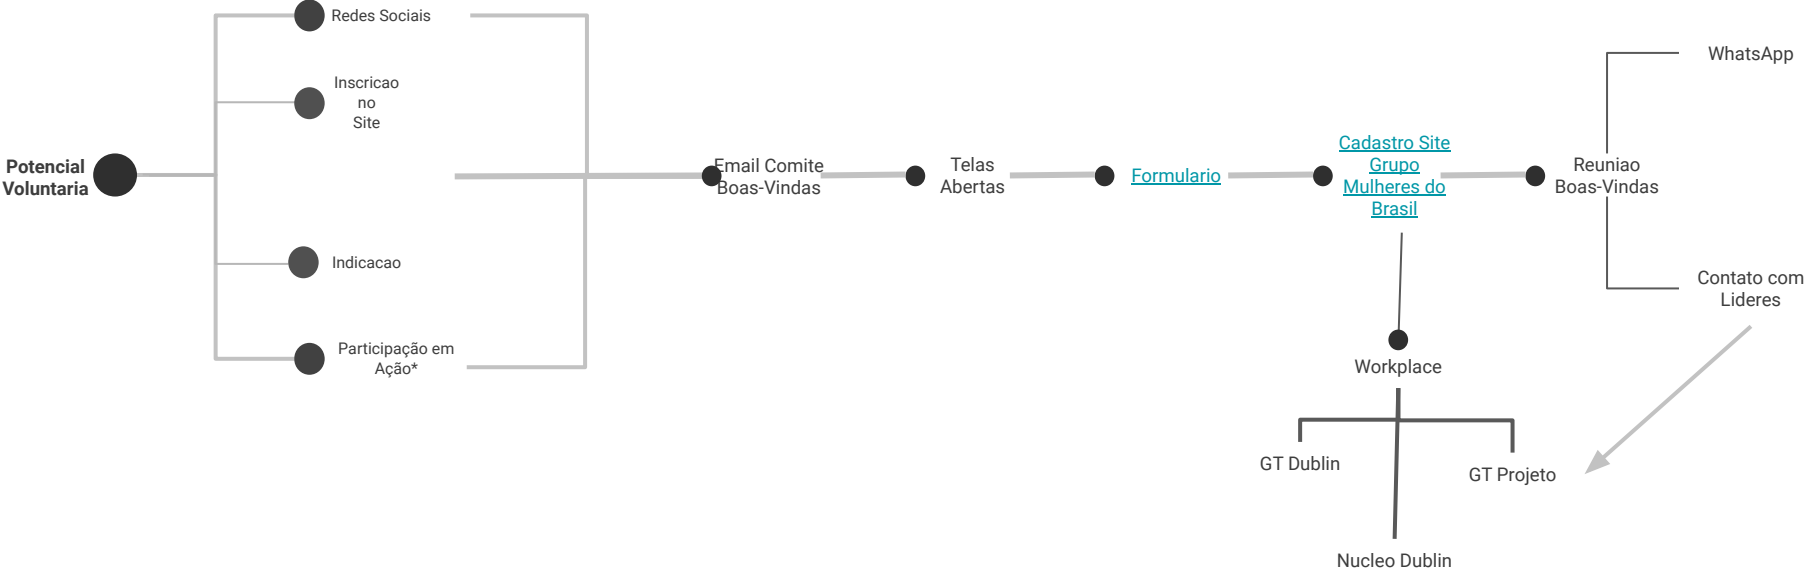 Potencial
Voluntaria
Redes Sociais
Inscricao
no
Site
Indicacao
Participação em
Ação*
Email Comite
Boas-Vindas
Telas
Abertas
Formulario
Cadastro Site
Grupo
Mulheres do
Brasil
Reuniao
Boas-Vindas
WhatsApp
Contato com
Lideres
Workplace
GT Dublin
GT Projeto
Nucleo Dublin